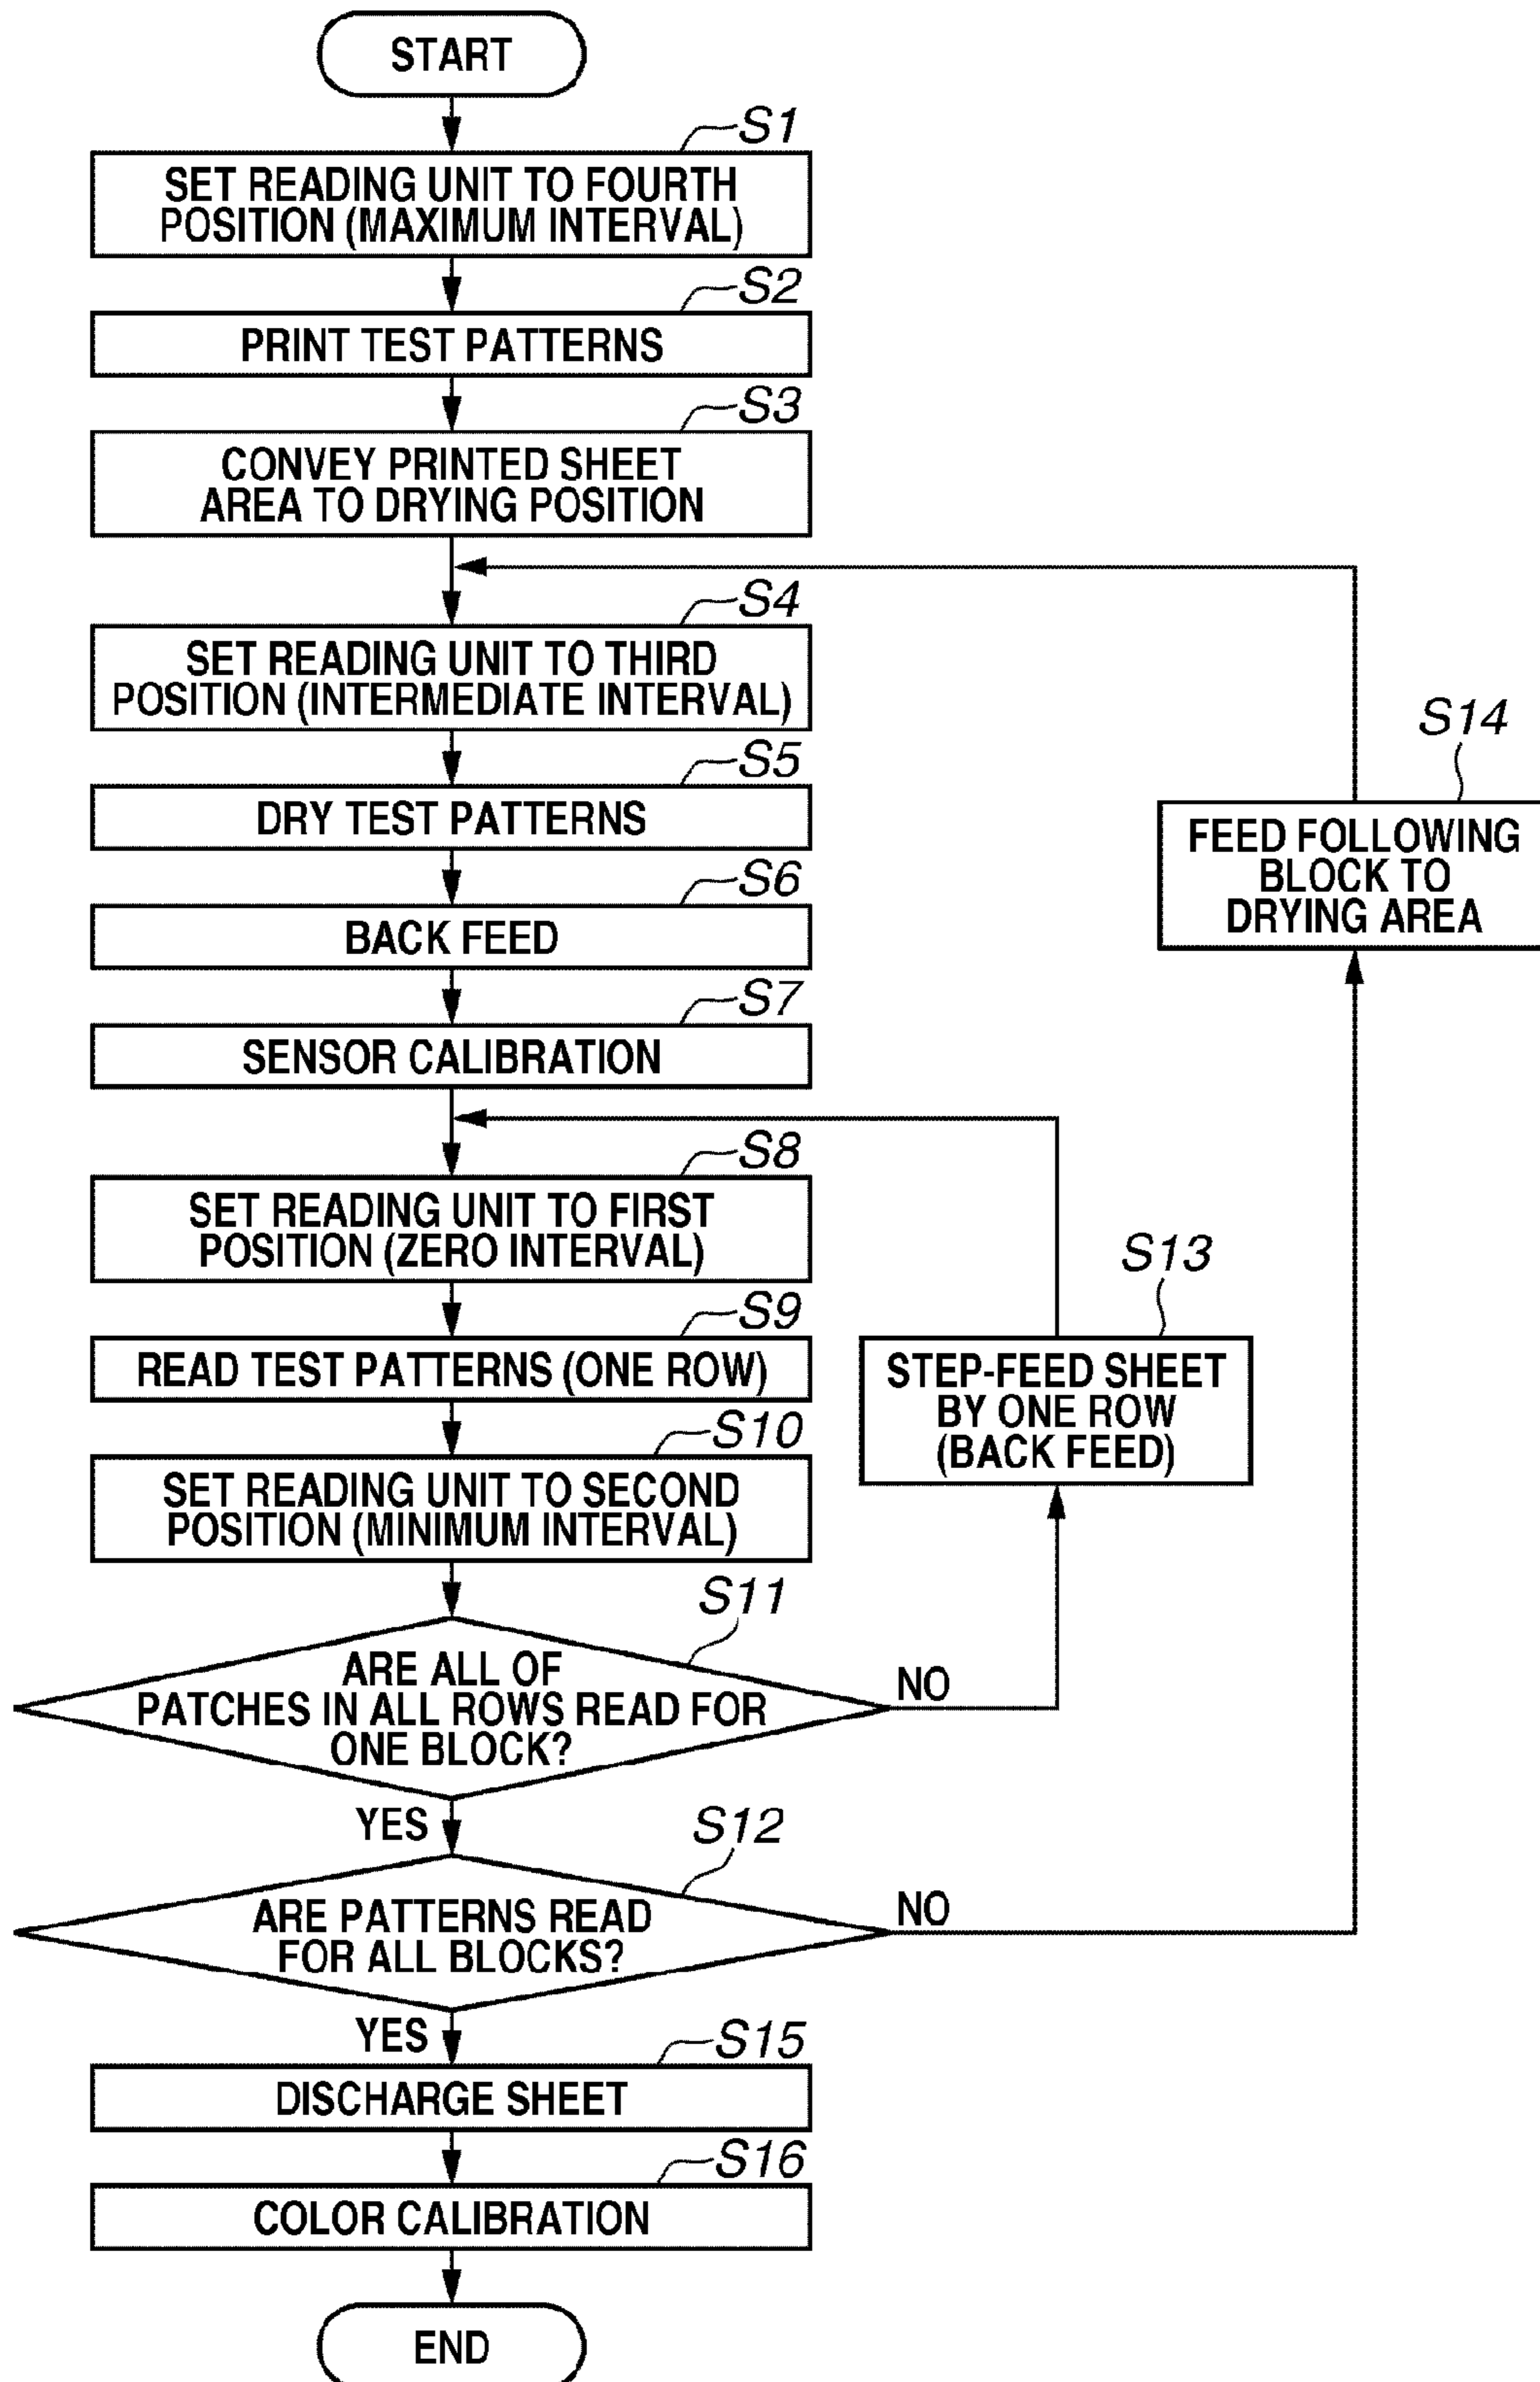 START
S1
SET READING UNIT TO FOURTH
POSITION (MAXIMUM INTERVAL)
S2
PRINT TEST PATTERNS
S3
CONVEY PRINTED SHEET
AREA TO DRYING POSITION
S4
SET READING UNIT TO THIRD
POSITION (INTERMEDIATE INTERVAL)
S5
DRY TEST PATTERNS
S14
FEED FOLLOWING
BLOCK TO
DRYING AREA
S6
BACK FEED
S7
SENSOR CALIBRATION
S8
SET READING UNIT TO FIRST
POSITION (ZERO INTERVAL)
S9
READ TEST PATTERNS (ONE ROW)
S13
STEP-FEED SHEET
BY ONE ROW
(BACK FEED)
S10
SET READING UNIT TO SECOND
POSITION (MINIMUM INTERVAL)
S11
ARE ALL OF
PATCHES IN ALL ROWS READ FOR
ONE BLOCK?
NO
YES
S12
ARE PATTERNS READ
FOR ALL BLOCKS?
NO
YES
S15
DISCHARGE SHEET
S16
COLOR CALIBRATION
END